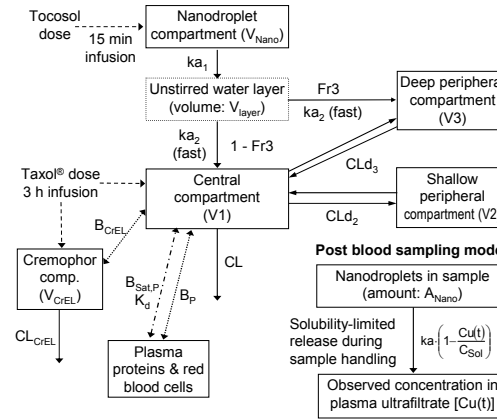 Tocosol
dose
15 min
infusion
Nanodroplet
compartment (V_Nano)
ka₁
Unstirred water layer
(volume: V_layer)
Fr3
ka₂ (fast)
Deep peripheral
compartment
(V3)
ka₂
(fast)
1 - Fr3
CLd₃
Taxol® dose
3 h infusion
Central
compartment
(V1)
CLd₂
Shallow
peripheral
compartment (V2)
B_CrEL
Cremophor
comp.
(V_CrEL)
CL_CrEL
B_Sat,P
K_d
B_P
CL
Plasma
proteins & red
blood cells
Post blood sampling mode
Nanodroplets in sample
(amount: A_Nano)
Solubility-limited
release during
sample handling
ka·(1-Cu(t)/C_Sol)
Observed concentration in
plasma ultrafiltrate [Cu(t)]